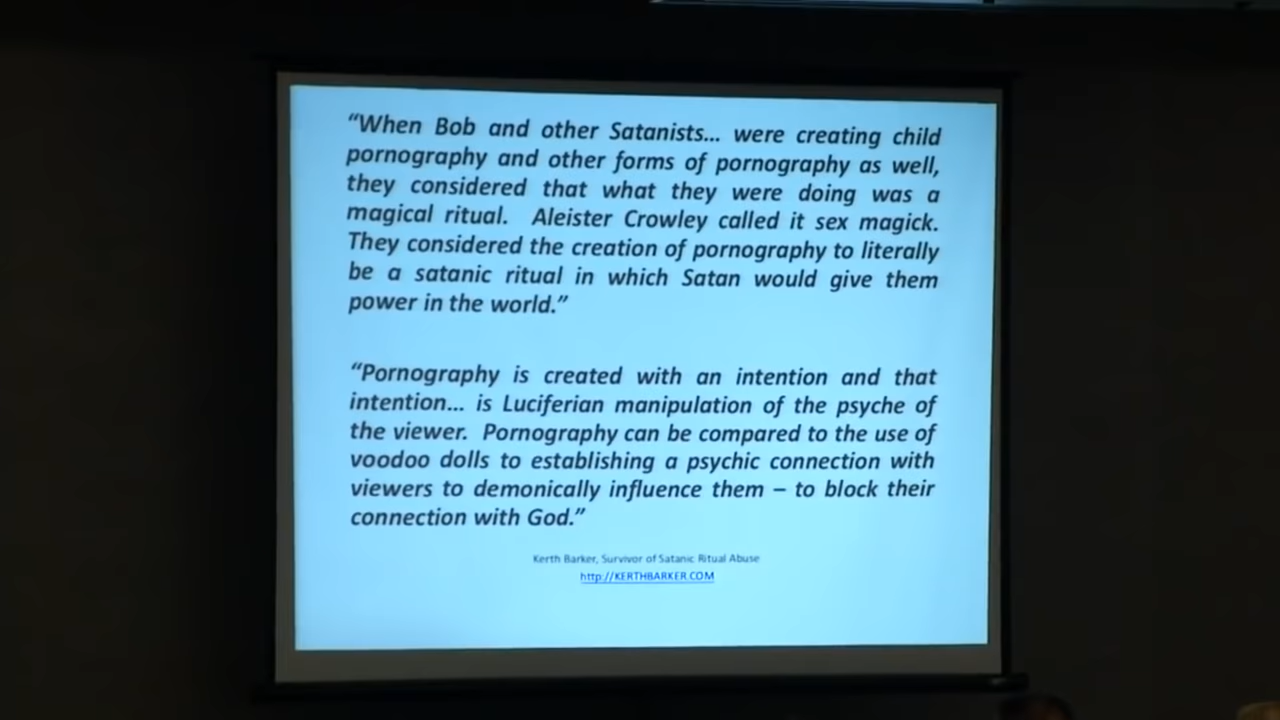 “When Bob and other Satanists... were creating child
pornography and other forms of pornography as well,
they considered that what they were doing was a
magical ritual.  Aleister Crowley called it sex magick.
They considered the creation of pornography to literally
be a satanic ritual in which Satan would give them
power in the world.”
“Pornography is created with an intention and that
intention... is Luciferian manipulation of the psyche of
the viewer.  Pornography can be compared to the use of
voodoo dolls to establishing a psychic connection with
viewers to demonically influence them – to block their
connection with God.”
Kerth Barker, Survivor of Satanic Ritual Abuse
http://KERTHBARKER.COM